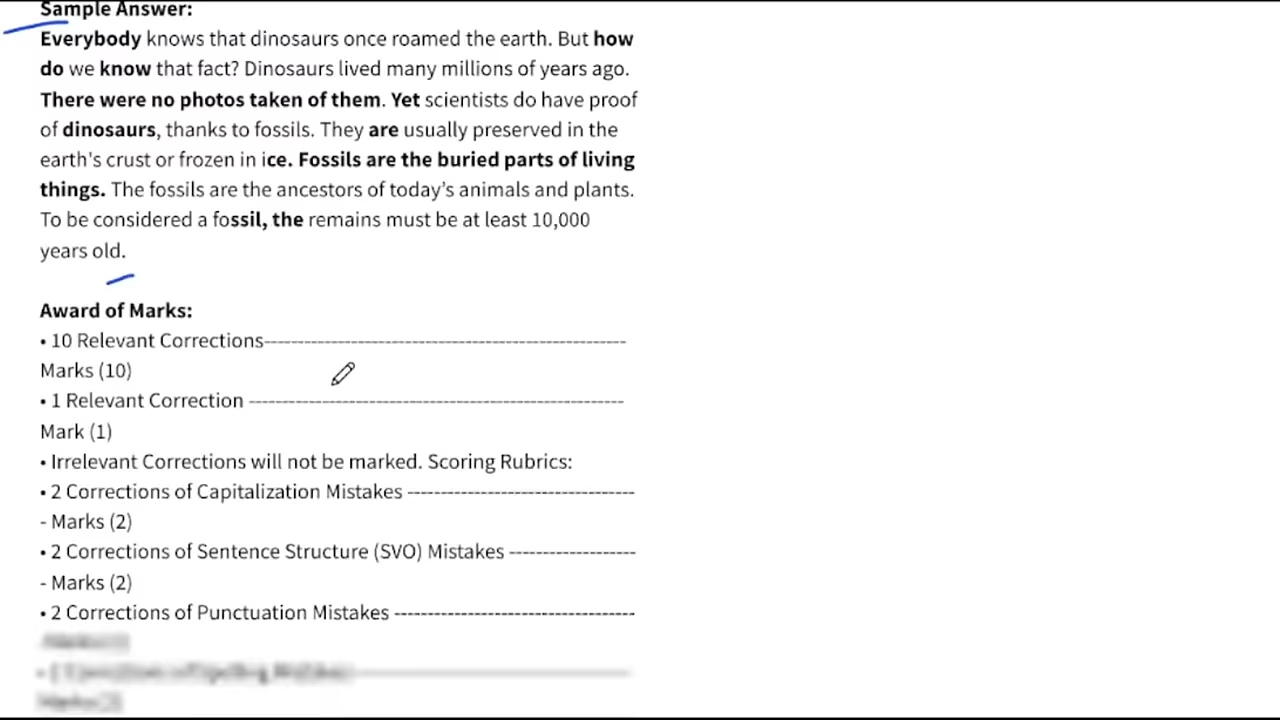 Sample Answer:
Everybody knows that dinosaurs once roamed the earth. But how
do we know that fact? Dinosaurs lived many millions of years ago.
There were no photos taken of them. Yet scientists do have proof
of dinosaurs, thanks to fossils. They are usually preserved in the
earth's crust or frozen in ice. Fossils are the buried parts of living
things. The fossils are the ancestors of today’s animals and plants.
To be considered a fossil, the remains must be at least 10,000
years old.
Award of Marks:
• 10 Relevant Corrections------------------------------------------------------
Marks (10)
• 1 Relevant Correction --------------------------------------------------------
Mark (1)
• Irrelevant Corrections will not be marked. Scoring Rubrics:
• 2 Corrections of Capitalization Mistakes ----------------------------------
- Marks (2)
• 2 Corrections of Sentence Structure (SVO) Mistakes -------------------
- Marks (2)
• 2 Corrections of Punctuation Mistakes ------------------------------------